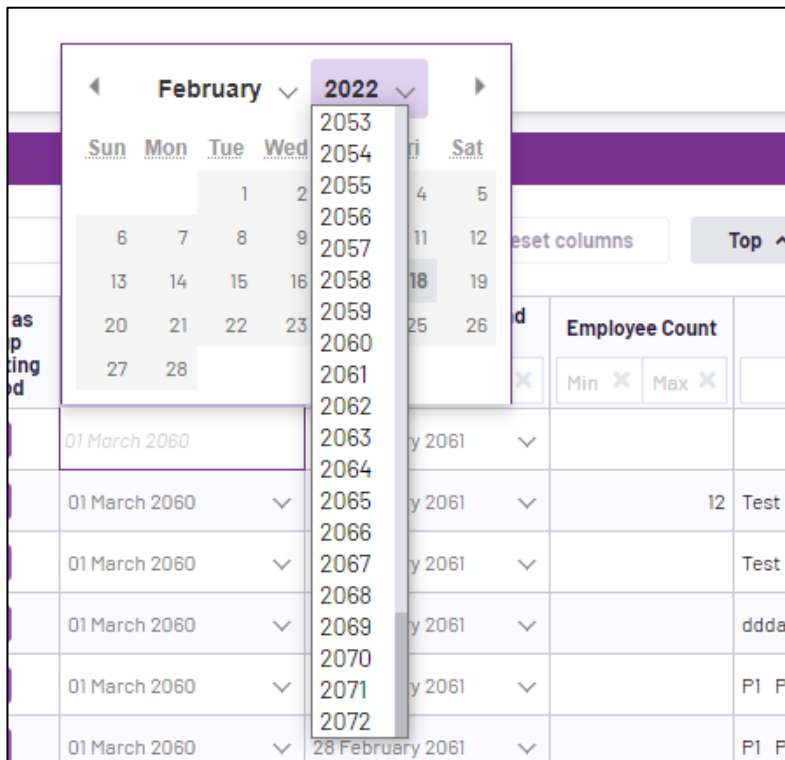 February 2022
Sun Mon Tue Wed ri Sat
1 2 4 5
6 7 8 9 11 12
13 14 15 16 18 19
20 21 22 23 25 26
27 28
2053
2054
2055
2056
2057
2058
2059
2060
2061
2062
2063
2064
2065
2066
2067
2068
2069
2070
2071
2072
eset columns Top
as
p
ting
od
d
Employee Count
Min Max
01 March 2060 y 2061
01 March 2060 y 2061 12 Test
01 March 2060 y 2061 Test
01 March 2060 y 2061 ddda
01 March 2060 y 2061 P1 P
01 March 2060 28 February 2061 P1 P